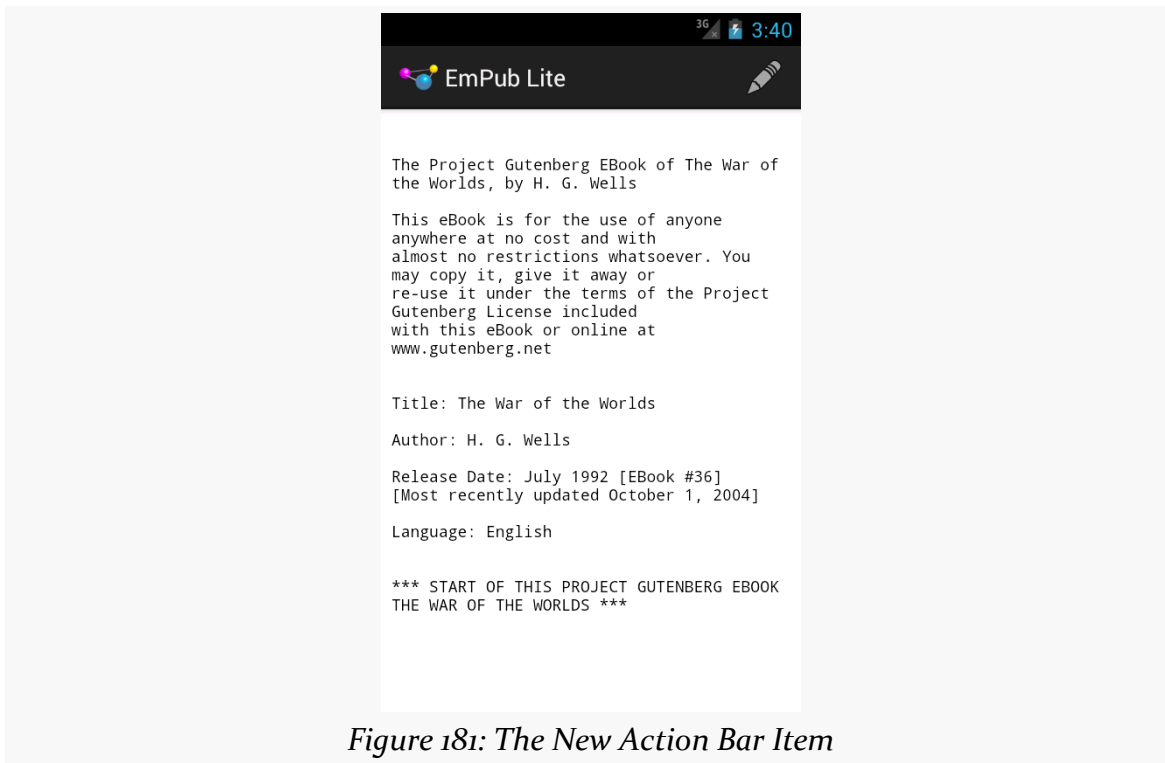 3G
3:40
EmPub Lite
The Project Gutenberg EBook of The War of
the Worlds, by H. G. Wells
This eBook is for the use of anyone
anywhere at no cost and with
almost no restrictions whatsoever. You
may copy it, give it away or
re-use it under the terms of the Project
Gutenberg License included
with this eBook or online at
www.gutenberg.net
Title: The War of the Worlds
Author: H. G. Wells
Release Date: July 1992 [EBook #36]
[Most recently updated October 1, 2004]
Language: English
*** START OF THIS PROJECT GUTENBERG EBOOK
THE WAR OF THE WORLDS ***
Figure 181: The New Action Bar Item